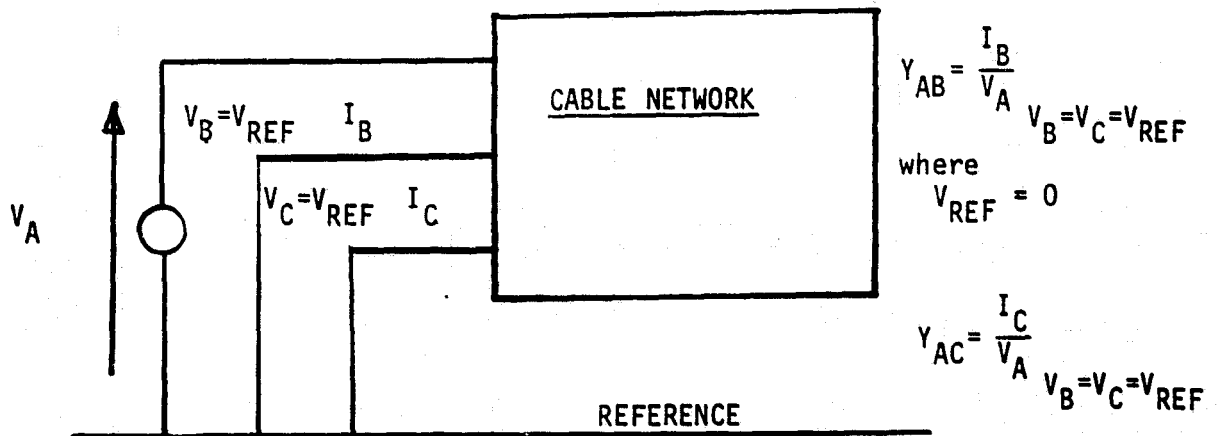 V_A
V_B=V_REF I_B
V_C=V_REF I_C
CABLE NETWORK
REFERENCE
Y_AB= I_B/V_A V_B=V_C=V_REF
where
V_REF = 0
Y_AC= I_C/V_A V_B=V_C=V_REF